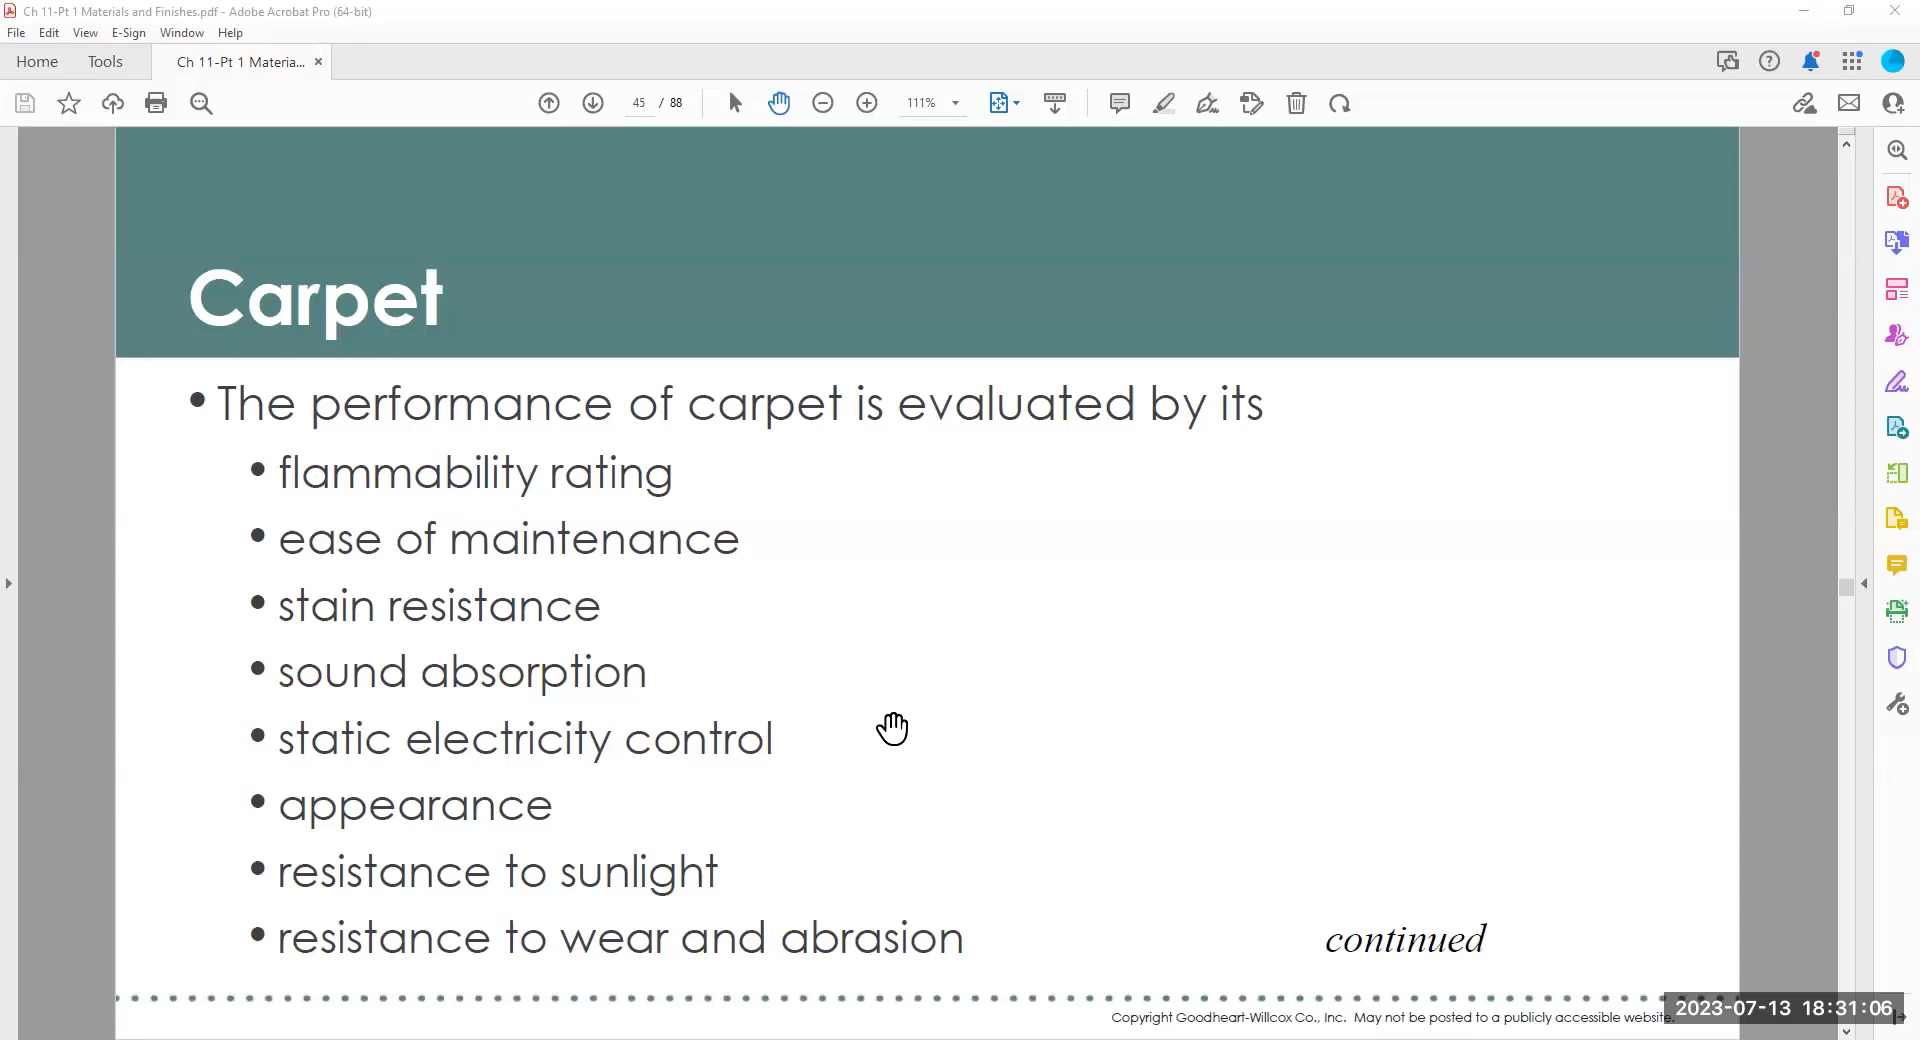 Ch 11-Pt 1 Materials and Finishes.pdf - Adobe Acrobat Pro (64-bit)
File Edit View E-Sign Window Help
Home Tools Ch 11-Pt 1 Materia... ×
45 / 88 111%
Carpet
• The performance of carpet is evaluated by its
• flammability rating
• ease of maintenance
• stain resistance
• sound absorption
• static electricity control
• appearance
• resistance to sunlight
• resistance to wear and abrasion
continued
Copyright Goodheart-Willcox Co., Inc. May not be posted to a publicly accessible website.
2023-07-13 18:31:06